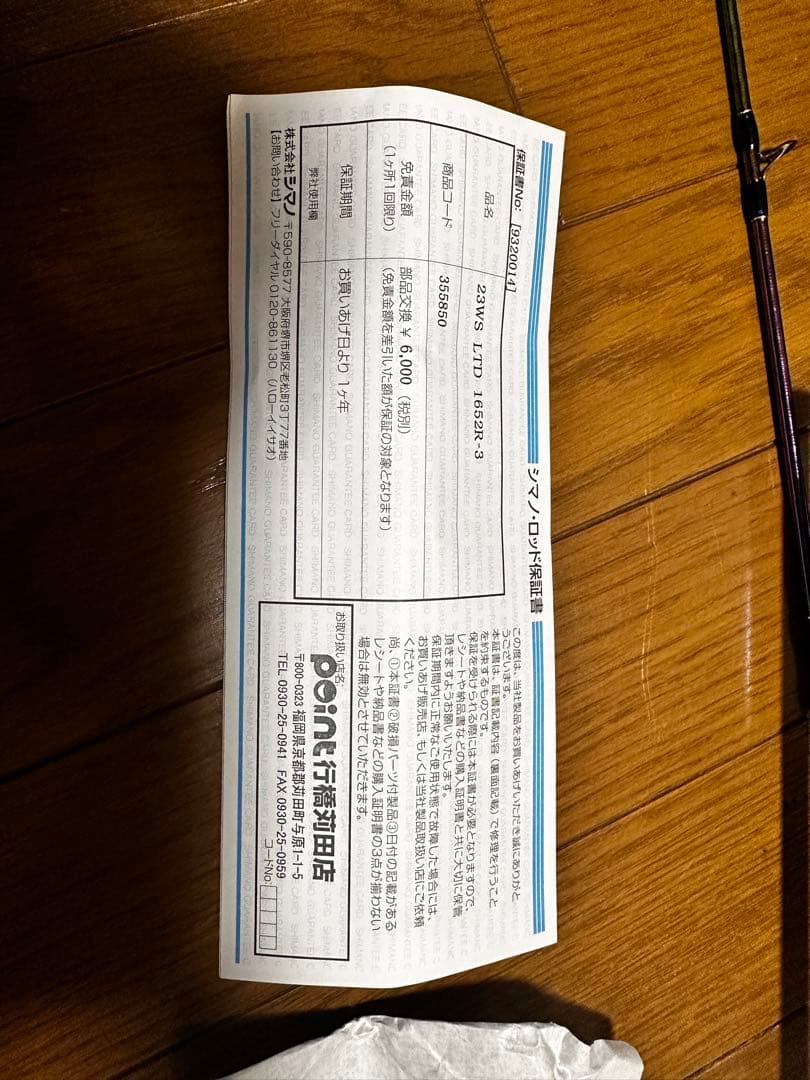 シマノ・ロッド保証書
保証書No: [9320014]
品名 23WS LTD 1652R-3
商品コード 355850
免責金額 部品交換 ¥ 6,000 (税別)
(1ヶ所1回限り) (免責金額を差引いた額が保証の対象となります)
保証期間 お買いあげ日より 1ヶ年
弊社使用欄
株式会社シマノ 〒590-8577 大阪府堺市堺区老松町3丁77番地
【お問い合わせ】フリーダイヤル 0120-861130 (ハローイイサオ)
この度は、当社製品をお買いあげいただき誠にありがと
うございます。
本証書は、証書記載内容(裏面記載)で修理を行うこと
を約束するものです。
保証を受けられる際には本証書が必要となりますので、
レシートや納品書などの購入証明書と共に大切に保管
頂きますようお願いいたします。
保証期間内に正常なご使用状態で故障した場合には、
お買いあげ販売店、もしくは当社製品取扱い店にご依頼
ください。
尚、①本証書②破損パーツ付製品③日付の記載がある
レシートや納品書などの購入証明書の3点が揃わない
場合は無効とさせていただきます。
お取り扱い店名
point 行橋苅田店
〒800-0323 福岡県京都郡苅田町与原1-1-5
TEL 0930-25-0941 FAX 0930-25-0959
コードNo.
SHIMANO GUARANTEE CARD